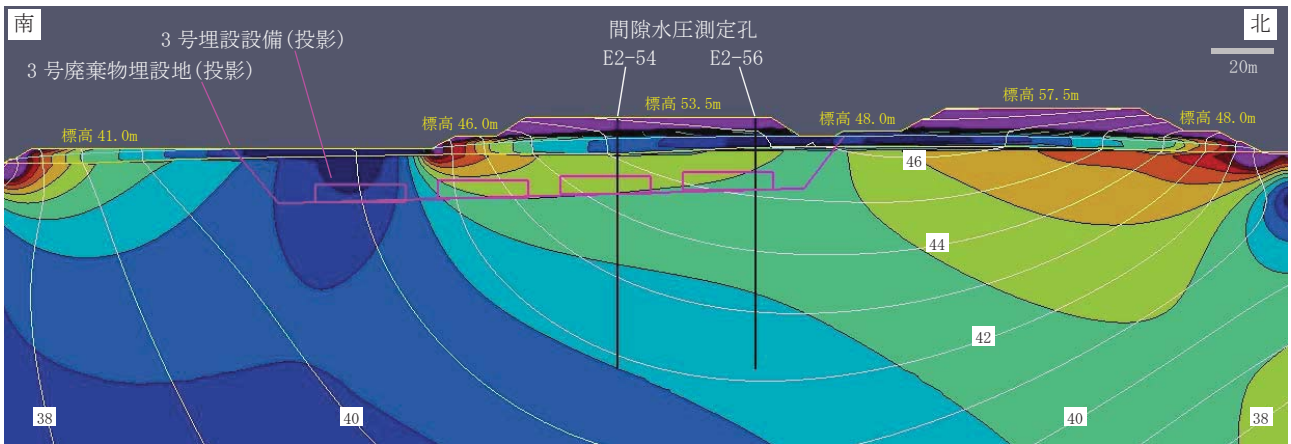 南
北
3 号埋設設備(投影)
3 号廃棄物埋設地(投影)
間隙水圧測定孔
E2-54
E2-56
20m
標高 41.0m
標高 46.0m
標高 53.5m
標高 48.0m
標高 57.5m
標高 48.0m
46
44
42
38
40
40
38